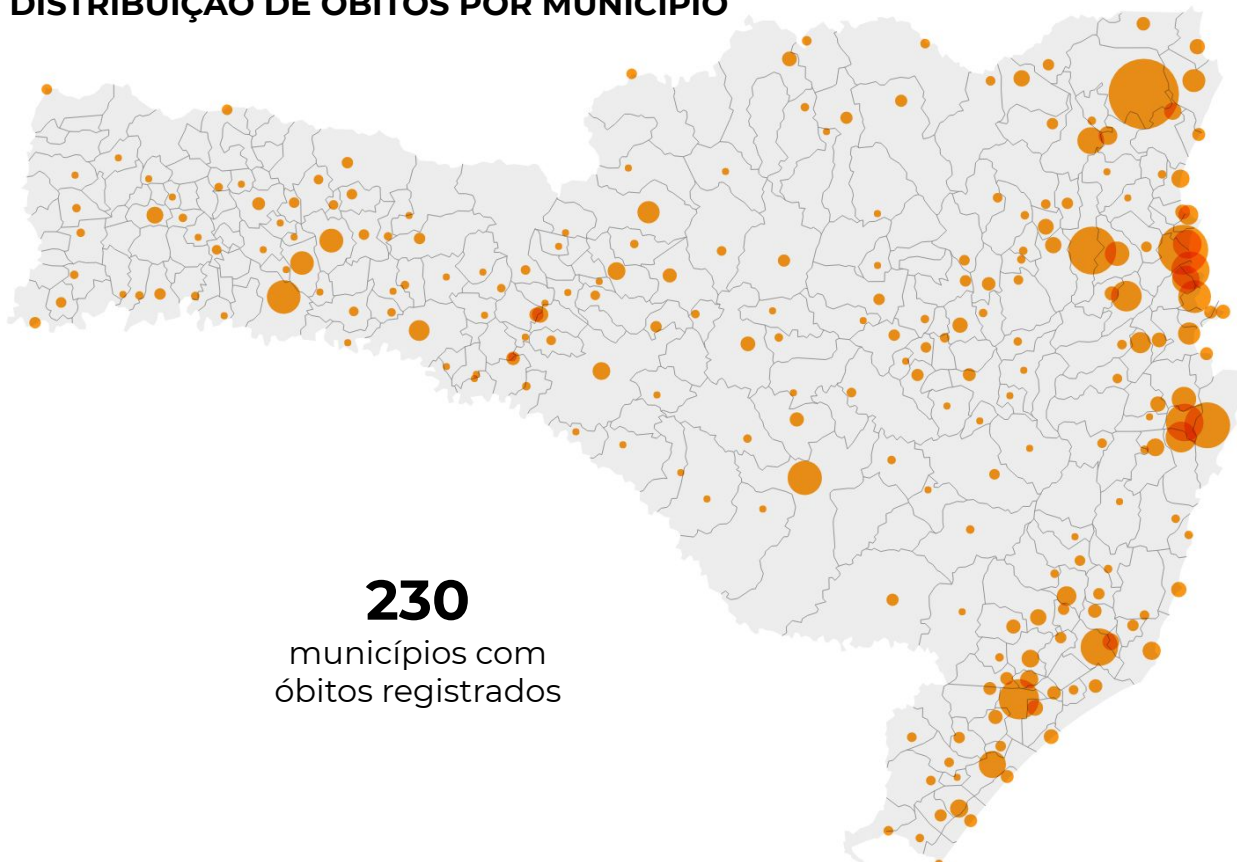 DISTRIBUIÇÃO DE ÓBITOS POR MUNICÍPIO
230
municípios com
óbitos registrados